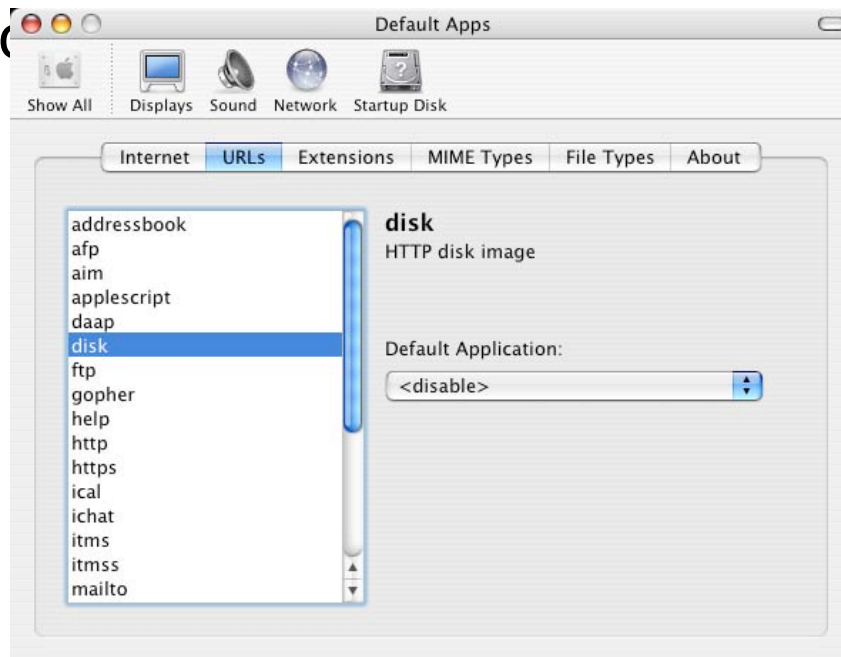 Default Apps
Show All Displays Sound Network Startup Disk
Internet URLs Extensions MIME Types File Types About
addressbook
afp
aim
applescript
daap
disk
ftp
gopher
help
http
https
ical
ichat
itms
itmss
mailto
disk
HTTP disk image
Default Application:
<disable>